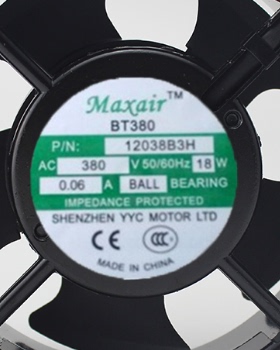 Maxair™
BT380
P/N: 12038B3H
AC 380 V 50/60Hz 18 W
0.06 A BALL BEARING
IMPEDANCE PROTECTED
SHENZHEN YYC MOTOR LTD
CE CCC
MADE IN CHINA